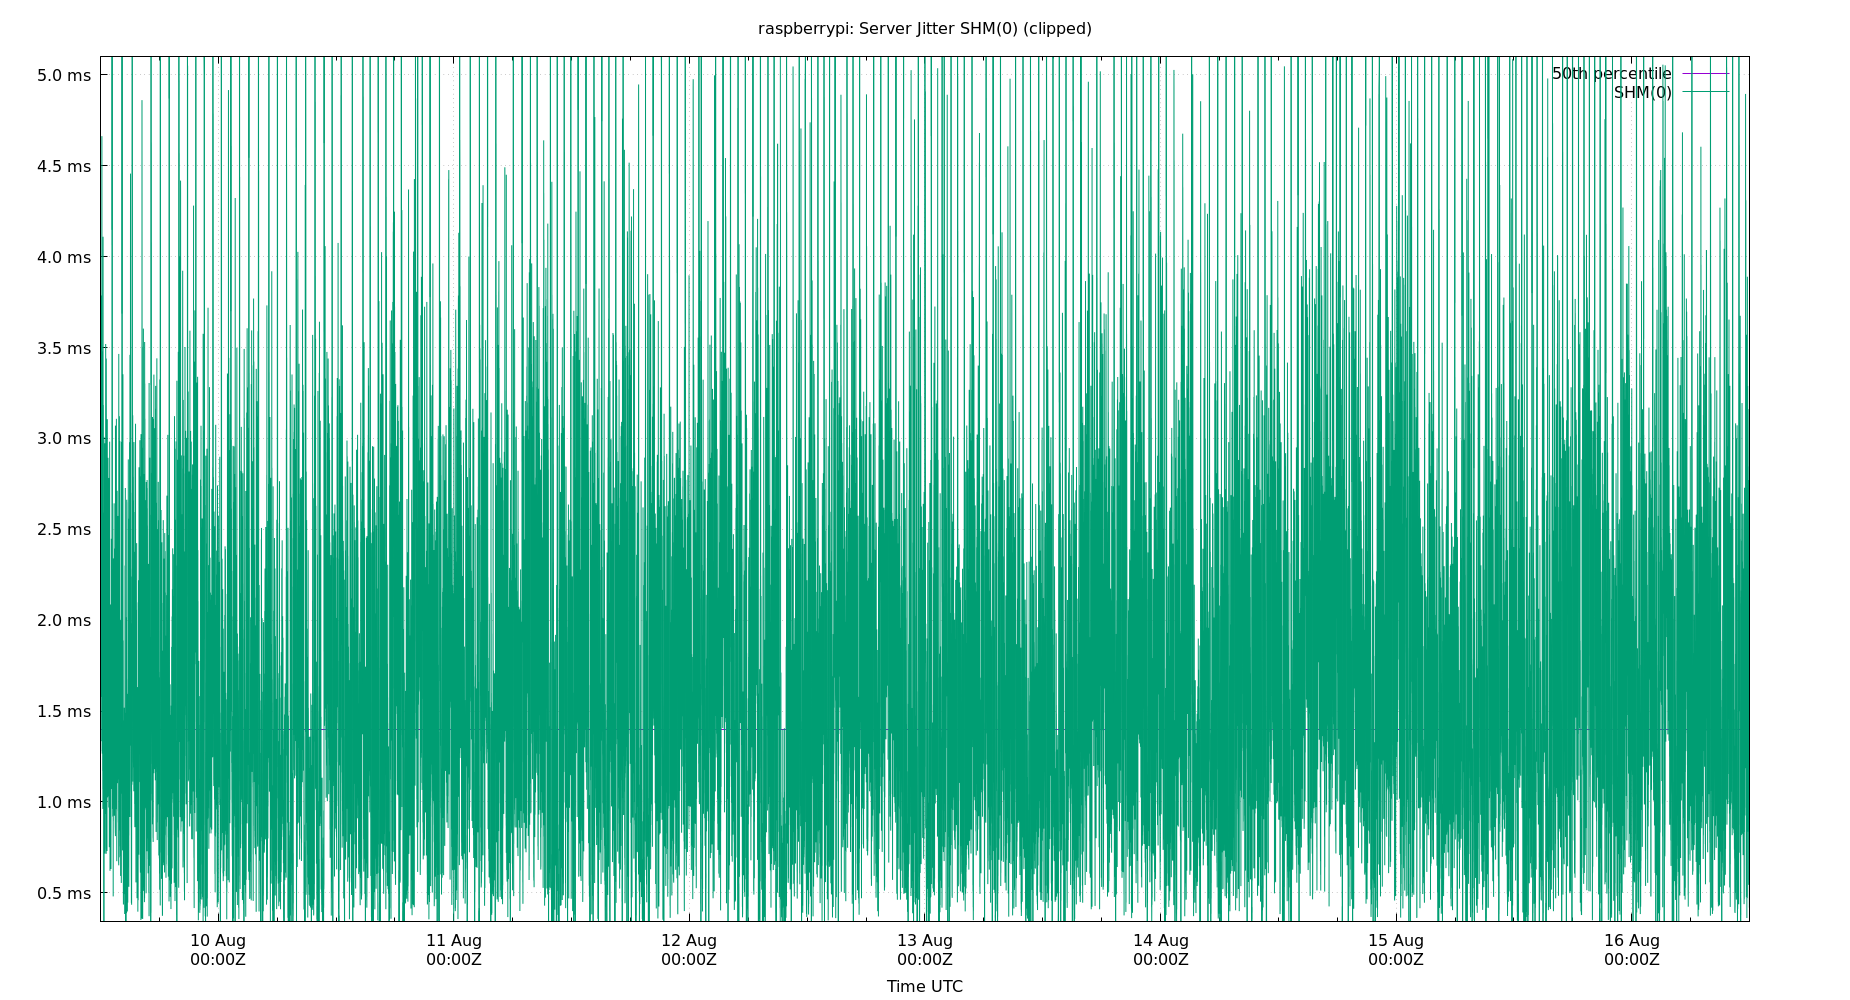 raspberrypi: Server Jitter SHM(0) (clipped)
5.0 ms
50th percentile
SHM(0)
4.5 ms
4.0 ms
3.5 ms
3.0 ms
2.5 ms
2.0 ms
1.5 ms
1.0 ms
0.5 ms
10 Aug 11 Aug 12 Aug 13 Aug 14 Aug 15 Aug 16 Aug
00:00Z 00:00Z 00:00Z 00:00Z 00:00Z 00:00Z 00:00Z
Time UTC